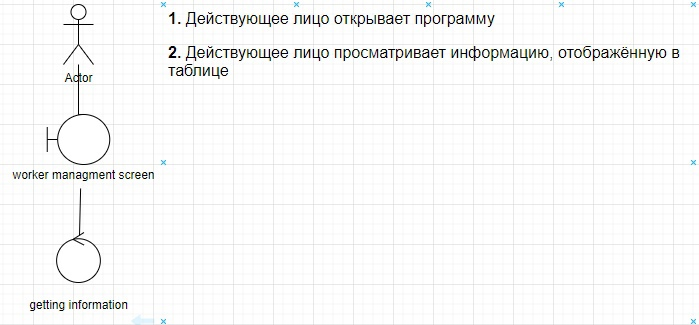 1. Действующее лицо открывает программу
2. Действующее лицо просматривает информацию, отображённую в
таблице
Actor
worker managment screen
getting information